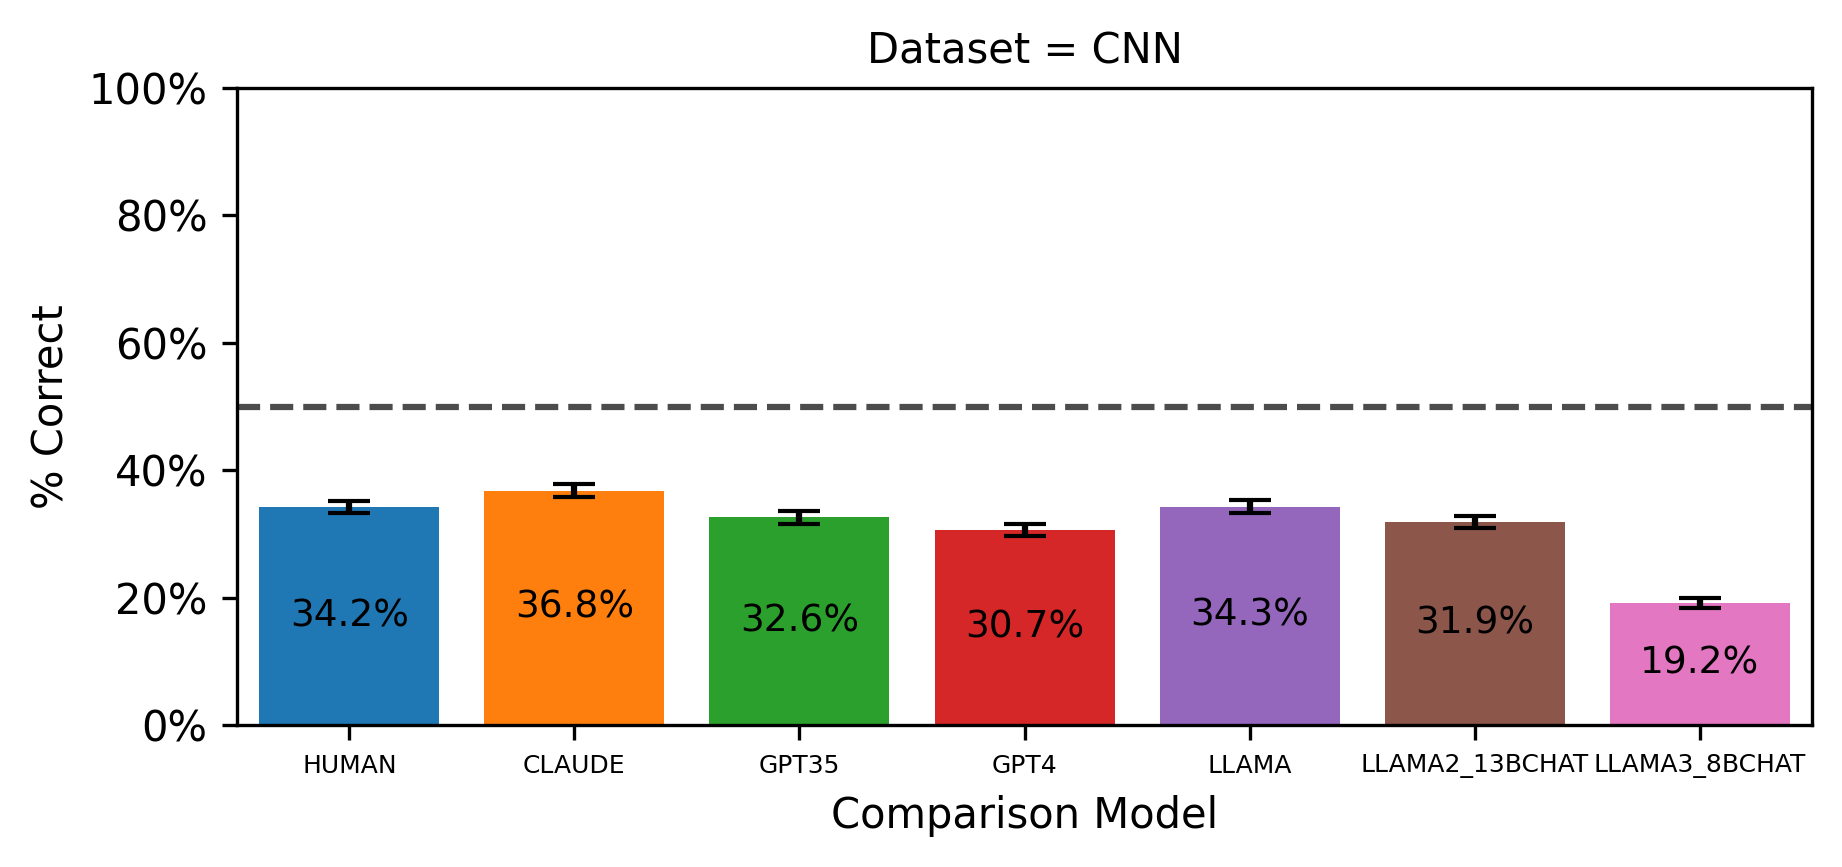 Dataset = CNN
100%
80%
60%
40%
20%
0%
% Correct
34.2%
36.8%
32.6%
30.7%
34.3%
31.9%
19.2%
HUMAN
CLAUDE
GPT35
GPT4
LLAMA
LLAMA2_13BCHAT
LLAMA3_8BCHAT
Comparison Model